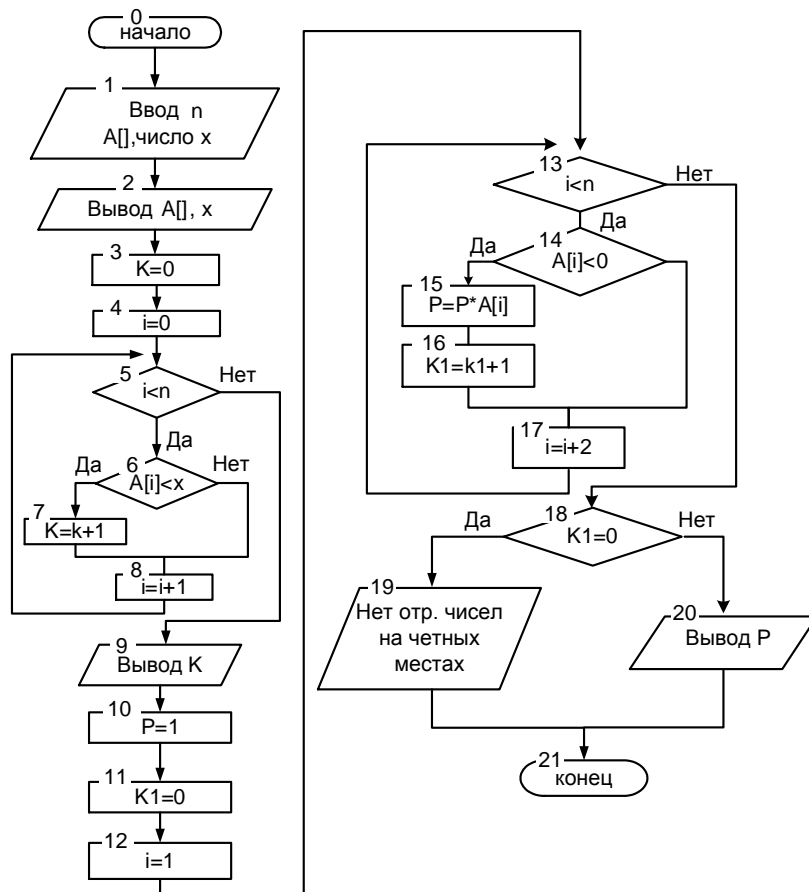 0
начало
1
Ввод n
A[],число x
2
Вывод A[], x
3
K=0
4
i=0
5
i<n
Нет
Да
6
A[i]<x
Да
Нет
7
K=k+1
8
i=i+1
9
Вывод K
10
P=1
11
K1=0
12
i=1
13
i<n
Нет
Да
14
A[i]<0
Да
15
P=P*A[i]
16
K1=k1+1
17
i=i+2
18
K1=0
Да
Нет
19
Нет отр. чисел
на четных
местах
20
Вывод P
21
конец